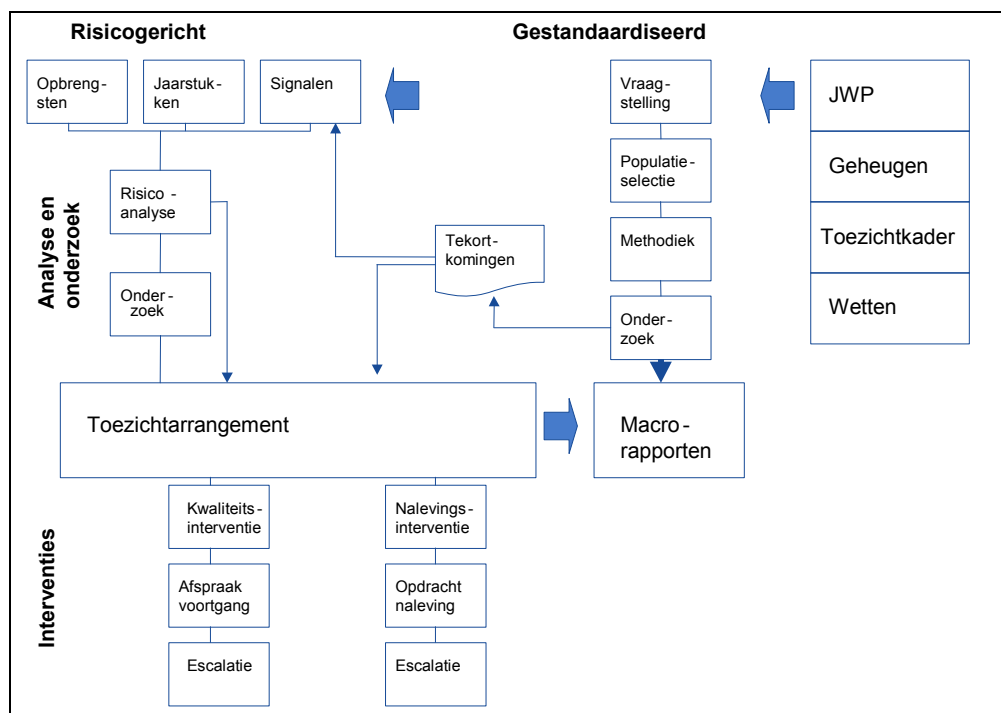 Risicogericht
Gestandaardiseerd
Opbreng-
sten
Jaarstuk-
ken
Signalen
Vraag-
stelling
JWP
Populatie-
selectie
Geheugen
Risico -
analyse
Methodiek
Toezichtkader
Tekort-
komingen
Analyse en
onderzoek
Onder-
zoek
Onder-
zoek
Wetten
Toezichtarrangement
Macro-
rapporten
Interventies
Kwaliteits-
interventie
Nalevings-
interventie
Afspraak
voortgang
Opdracht
naleving
Escalatie
Escalatie